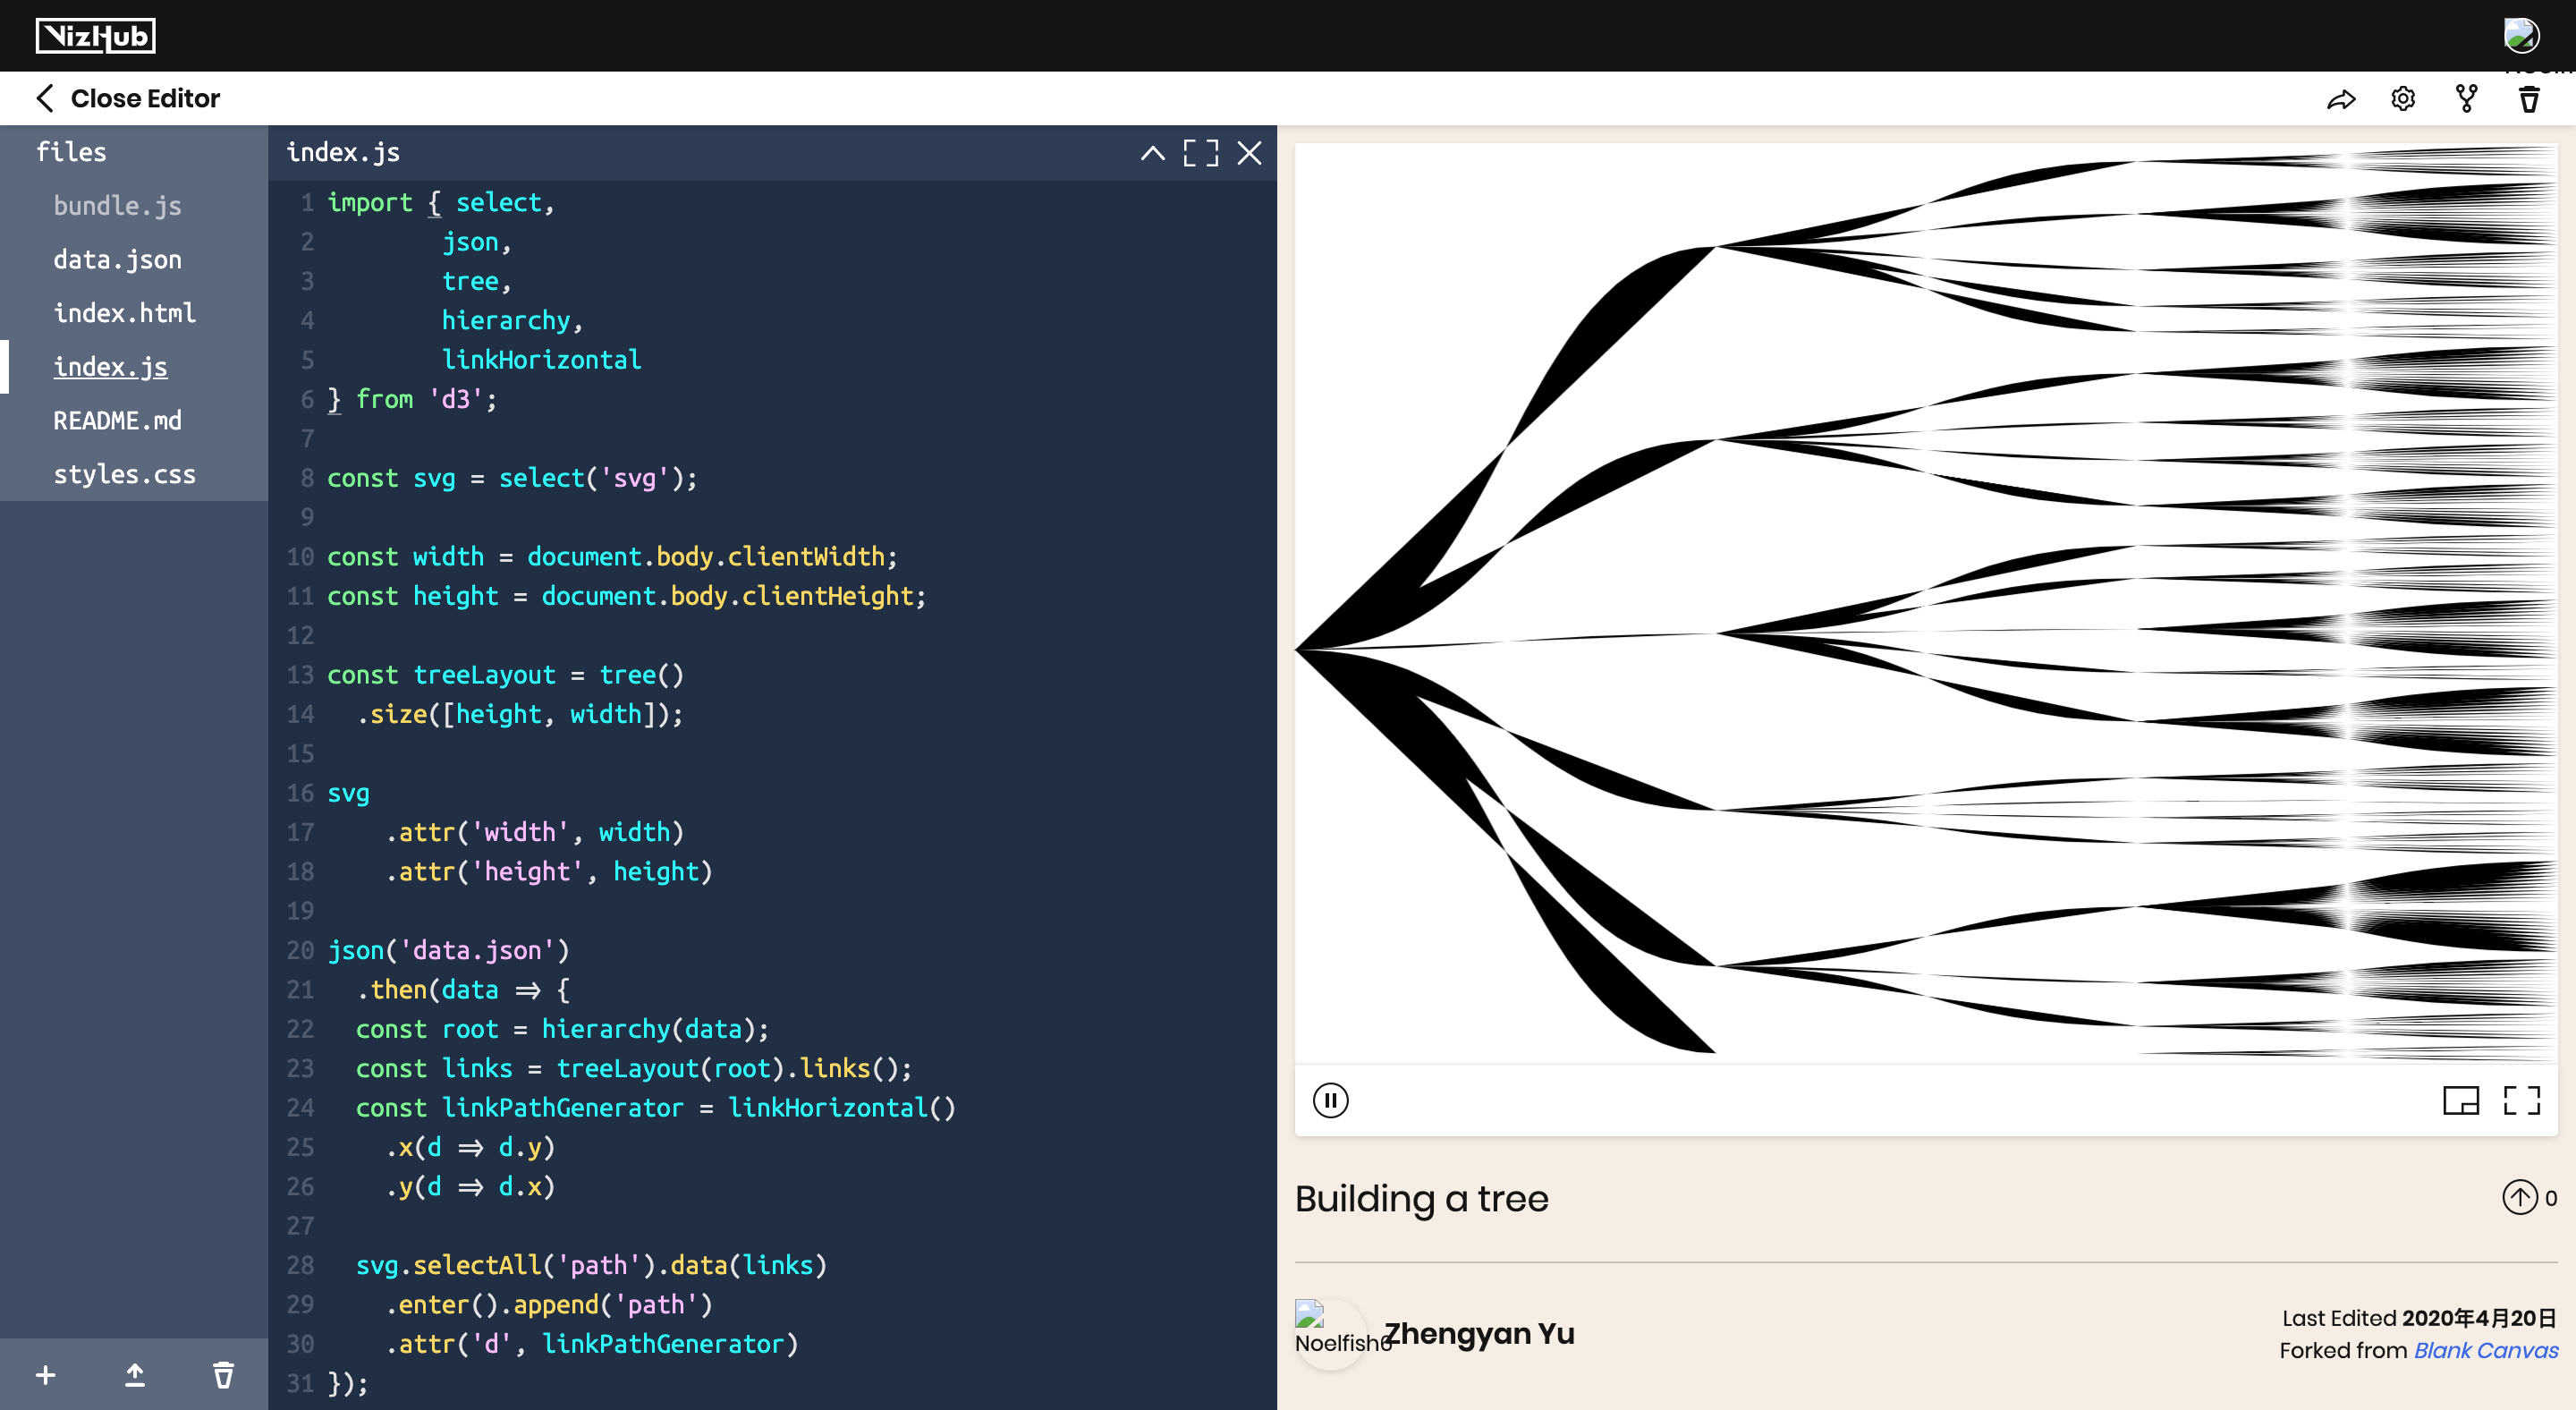 VizHub
Close Editor
files
bundle.js
data.json
index.html
index.js
README.md
styles.css
index.js
1 import { select,
2 json,
3 tree,
4 hierarchy,
5 linkHorizontal
6 } from 'd3';
7
8 const svg = select('svg');
9
10 const width = document.body.clientWidth;
11 const height = document.body.clientHeight;
12
13 const treeLayout = tree()
14 .size([height, width]);
15
16 svg
17 .attr('width', width)
18 .attr('height', height)
19
20 json('data.json')
21 .then(data => {
22 const root = hierarchy(data);
23 const links = treeLayout(root).links();
24 const linkPathGenerator = linkHorizontal()
25 .x(d => d.y)
26 .y(d => d.x)
27
28 svg.selectAll('path').data(links)
29 .enter().append('path')
30 .attr('d', linkPathGenerator)
31 });
Building a tree
0
Noelfish6
Zhengyan Yu
Last Edited 2020年4月20日
Forked from Blank Canvas